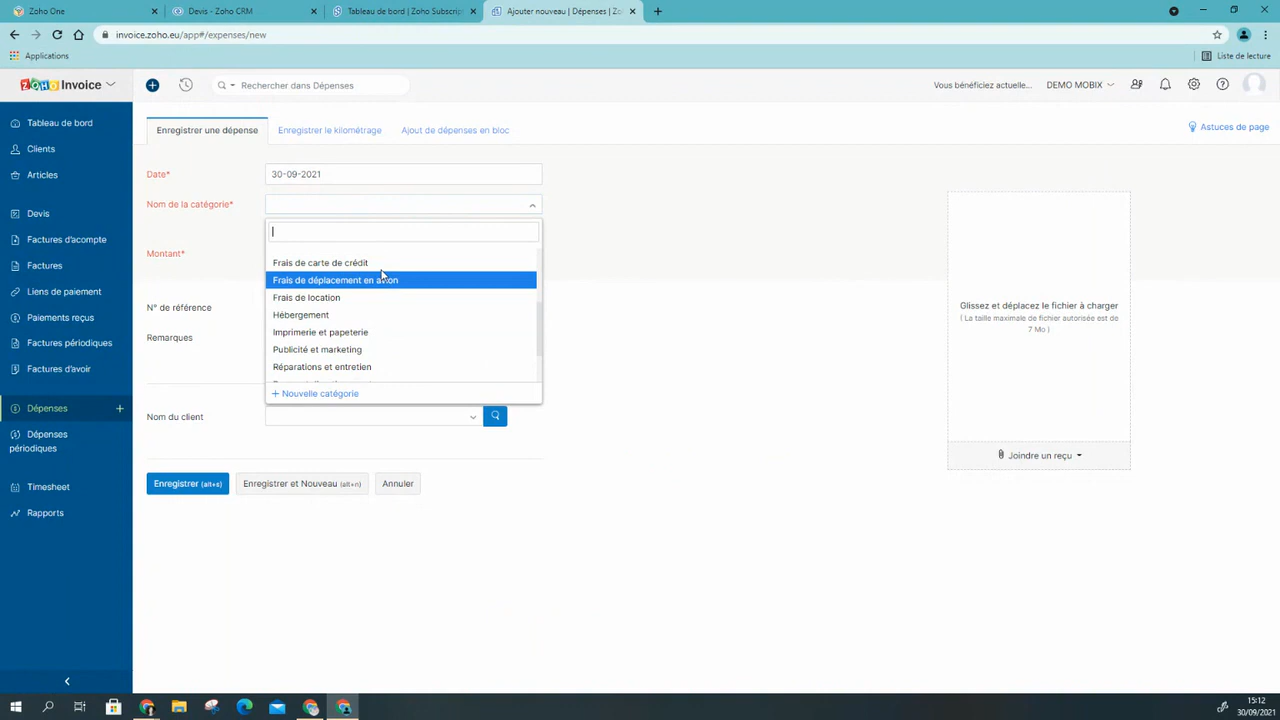 Zoho One
Devis - Zoho CRM
Tableau de bord | Zoho Subscript
Ajouter nouveau | Dépenses | Zo
invoice.zoho.eu/app#/expenses/new
Applications
Liste de lecture
ZOHO Invoice
Rechercher dans Dépenses
Vous bénéficiez actuelle...
DEMO MOBIX
Tableau de bord
Clients
Articles
Devis
Factures d'acompte
Factures
Liens de paiement
Paiements reçus
Factures périodiques
Factures d'avoir
Dépenses
Dépenses
périodiques
Timesheet
Rapports
Enregistrer une dépense
Enregistrer le kilométrage
Ajout de dépenses en bloc
Astuces de page
Date*
30-09-2021
Nom de la catégorie*
Montant*
Frais de carte de crédit
Frais de déplacement en avion
Frais de location
Hébergement
Imprimerie et papeterie
Publicité et marketing
Réparations et entretien
+ Nouvelle catégorie
N° de référence
Remarques
Nom du client
Enregistrer (alt+s)
Enregistrer et Nouveau (alt+n)
Annuler
Glissez et déplacez le fichier à charger
( La taille maximale de fichier autorisée est de
7 Mo )
Joindre un reçu
15:12
30/09/2021